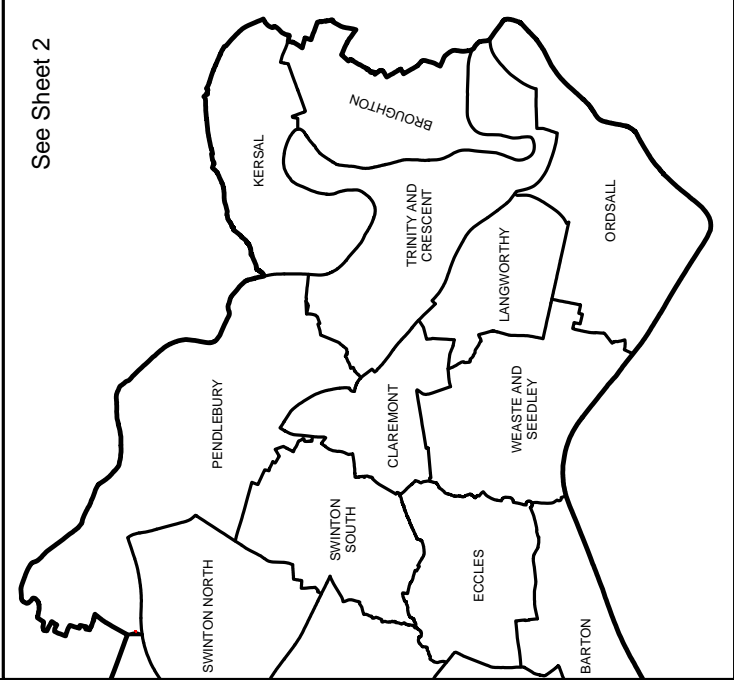 See Sheet 2
KERSAL
BROUGHTON
TRINITY AND
CRESCENT
ORDSALL
LANGWORTHY
PENDLEBURY
CLAREMONT
WEASTE AND
SEEDLEY
SWINTON
SOUTH
ECCLES
SWINTON NORTH
BARTON